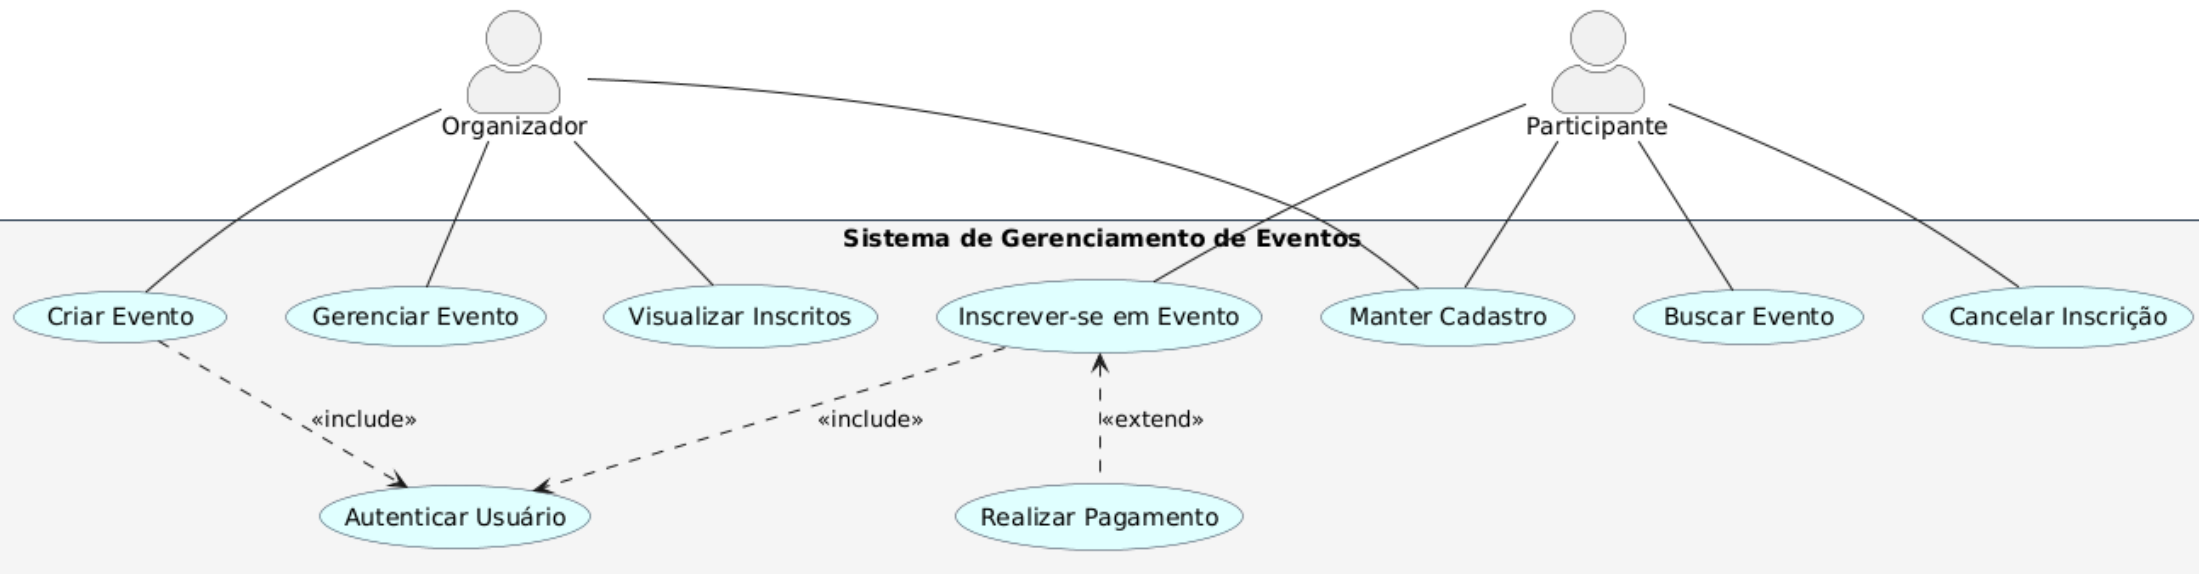 Organizador
Participante
Sistema de Gerenciamento de Eventos
Criar Evento
Gerenciar Evento
Visualizar Inscritos
Inscrever-se em Evento
Manter Cadastro
Buscar Evento
Cancelar Inscrição
«include»
«include»
«extend»
Autenticar Usuário
Realizar Pagamento